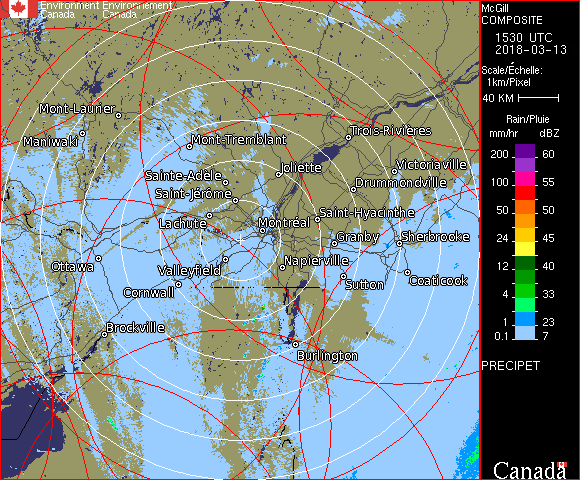 Environment Environnement
Canada Canada
Mont-Laurier
Maniwaki
Mont-Tremblant
Trois-Rivières
Sainte-Adèle
Joliette
Victoriaville
Saint-Jérôme
Drummondville
Lachute
Montréal
Saint-Hyacinthe
Granby
Sherbrooke
Ottawa
Valleyfield
Napierville
Sutton
Coaticook
Cornwall
Brockville
Burlington
McGill
COMPOSITE
1530 UTC
2018-03-13
Scale/Échelle:
1km/Pixel
40 KM
Rain/Pluie
mm/hr dBZ
200 60
100 55
50 50
24 45
12 40
4 33
1 23
0.1 7
PRECIPET
Canada